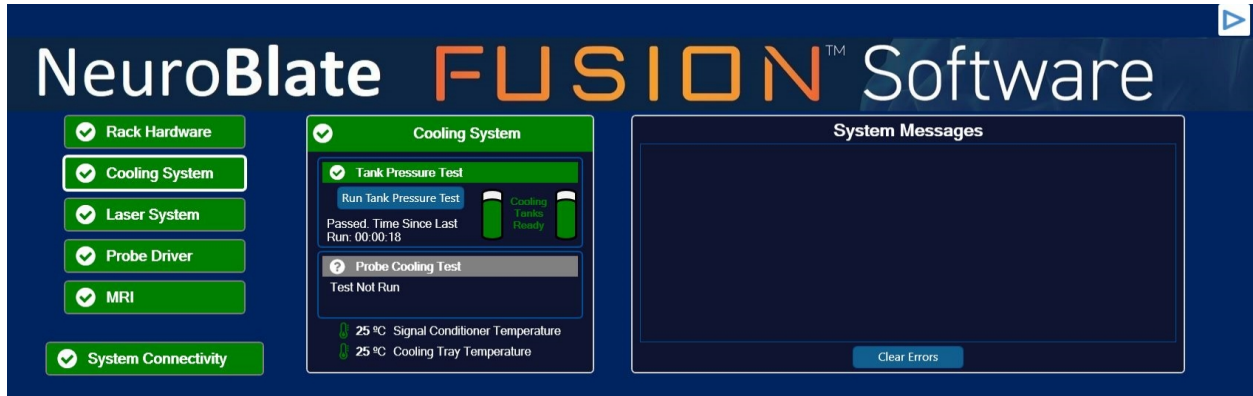 NeuroBlate FUSION™ Software
Rack Hardware
Cooling System
Laser System
Probe Driver
MRI
System Connectivity
Cooling System
Tank Pressure Test
Run Tank Pressure Test
Passed. Time Since Last
Run: 00:00:18
Cooling
Tanks
Ready
? Probe Cooling Test
Test Not Run
25 ºC Signal Conditioner Temperature
25 ºC Cooling Tray Temperature
System Messages
Clear Errors